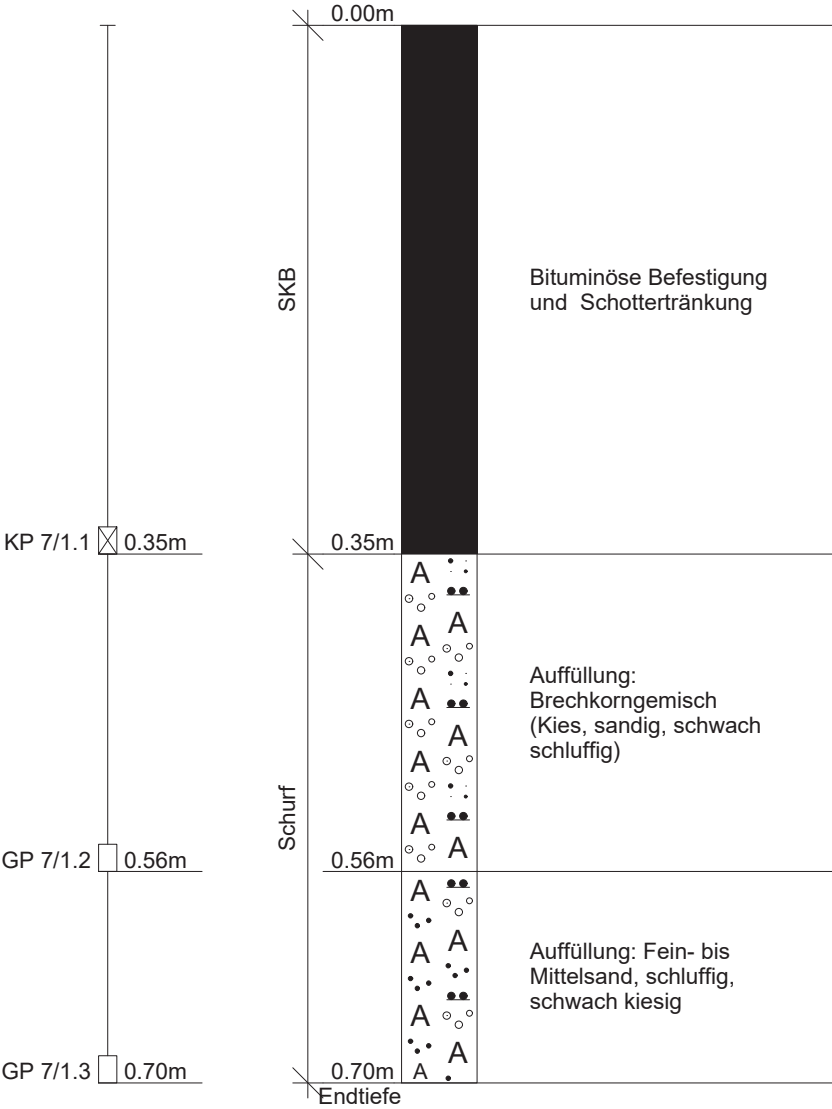 0.00m
SKB
Bituminöse Befestigung
und Schottertränkung
KP 7/1.1 0.35m
0.35m
A
A
A
A
A
A
A
A
A
Auffüllung:
Brechkorngemisch
(Kies, sandig, schwach
schluffig)
Schurf
GP 7/1.2 0.56m
0.56m
A
A
A
A
A
A
Auffüllung: Fein- bis
Mittelsand, schluffig,
schwach kiesig
GP 7/1.3 0.70m
0.70m
Endtiefe